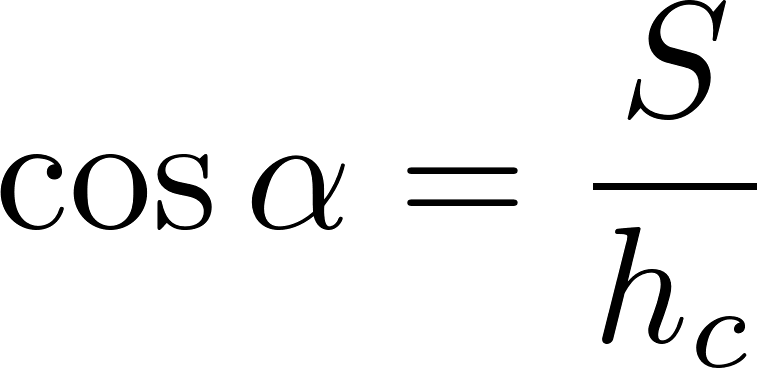 cos α = S / h_c